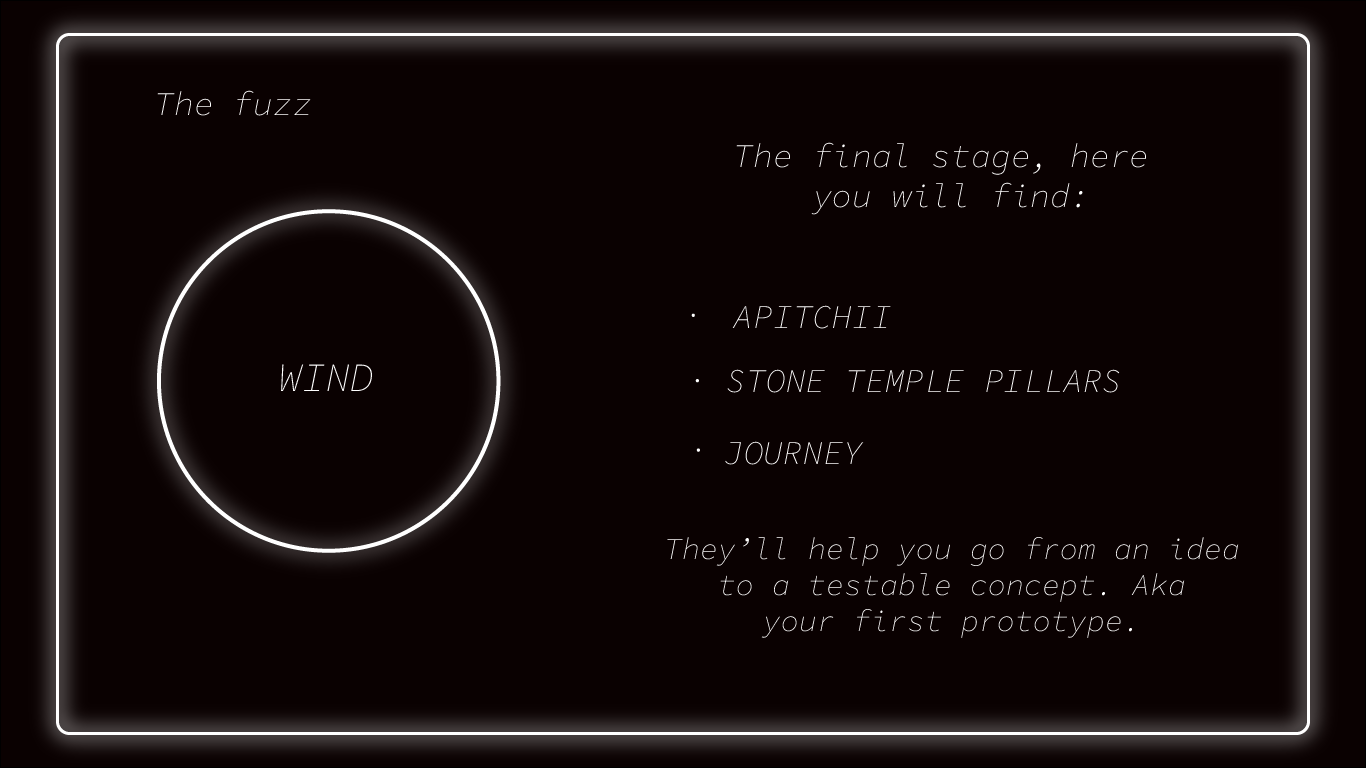 The fuzz
WIND
The final stage, here
you will find:
· APITCHII
· STONE TEMPLE PILLARS
· JOURNEY
They’ll help you go from an idea
to a testable concept. Aka
your first prototype.